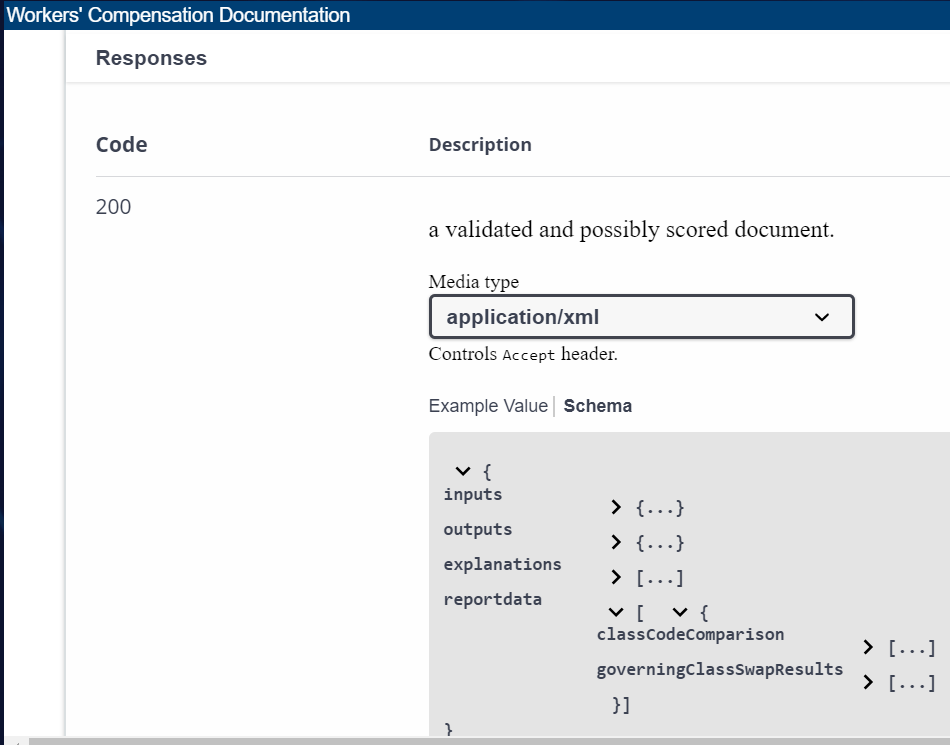 Workers' Compensation Documentation
Responses
Code Description
200
a validated and possibly scored document.
Media type
application/xml
Controls Accept header.
Example Value Schema
{
inputs {...}
outputs {...}
explanations [...]
reportdata [ {
classCodeComparison [...]
governingClassSwapResults [...]
}]
}